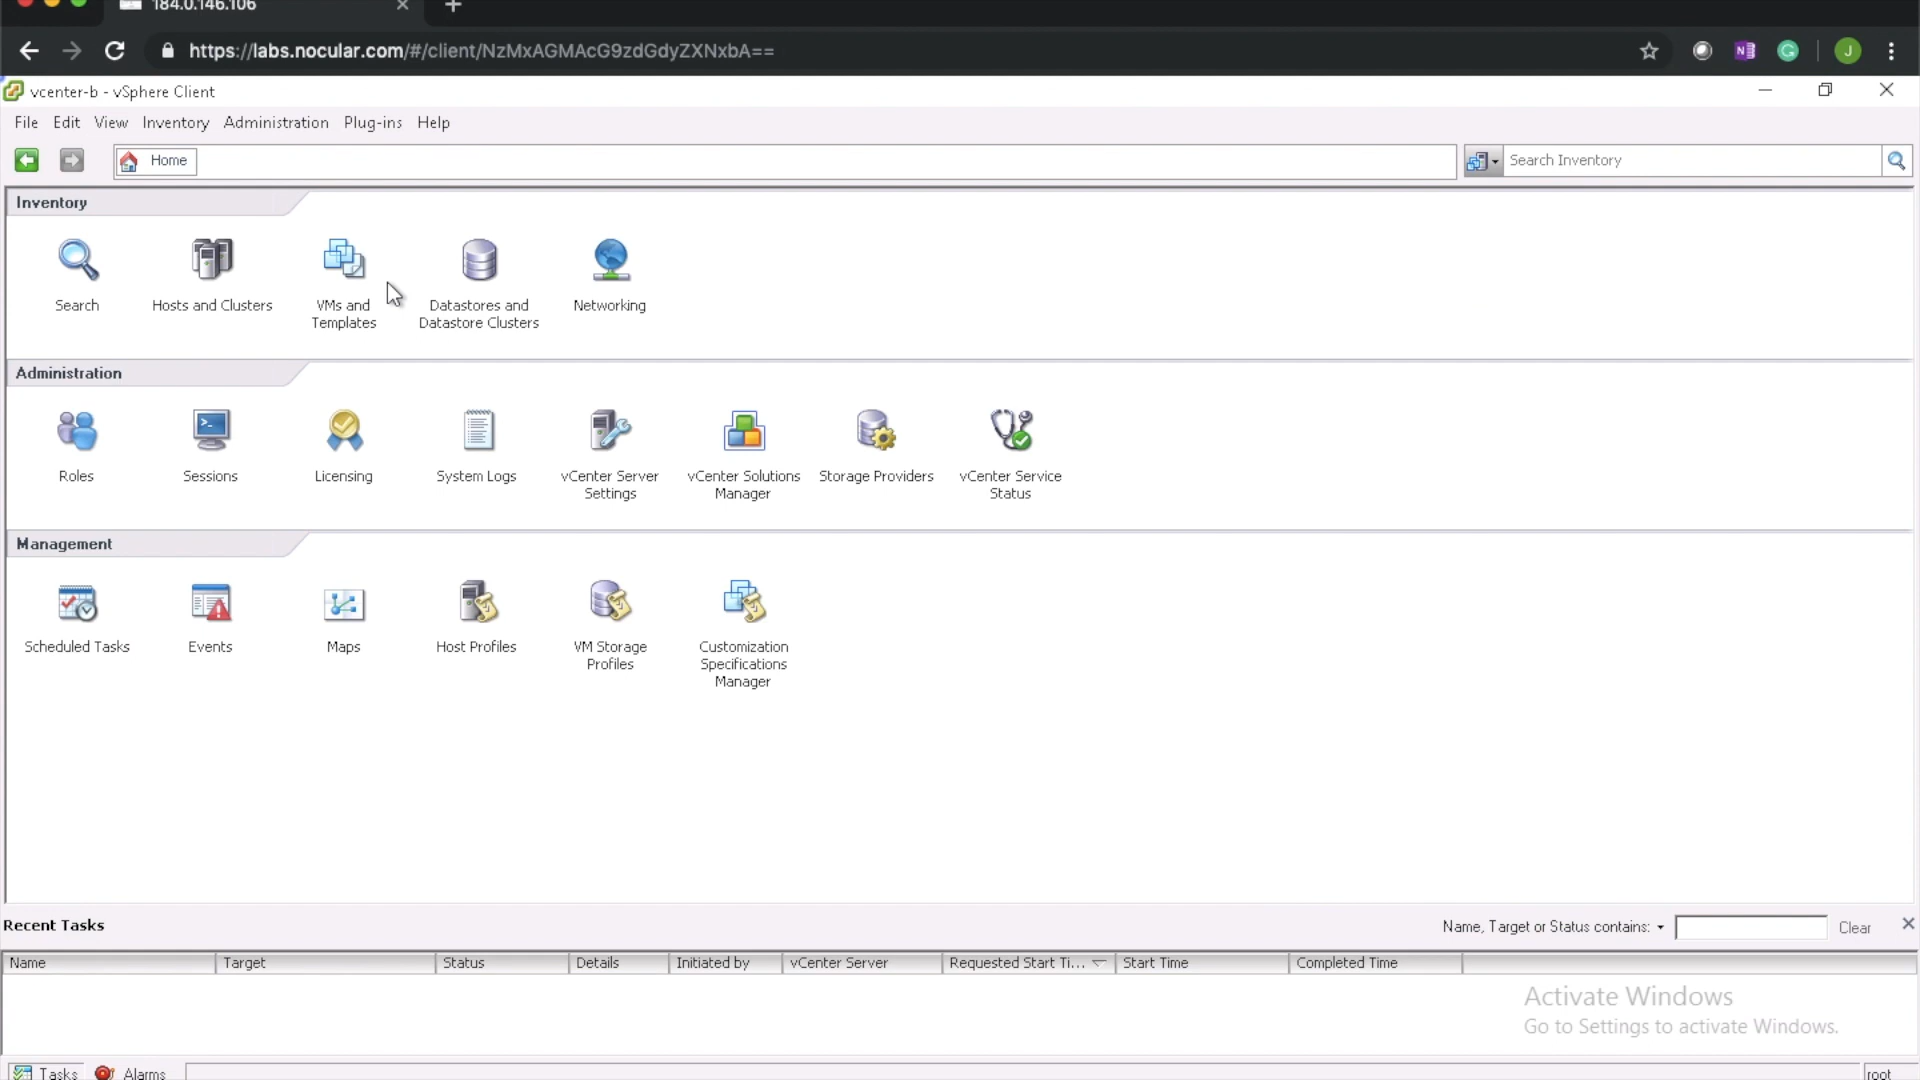 184.0.146.106
https://labs.nocular.com/#/client/NzMxAGMAcG9zdGdyZXNxbA==
J
vcenter-b - vSphere Client
File Edit View Inventory Administration Plug-ins Help
Home
Search Inventory
Inventory
Search
Hosts and Clusters
VMs and
Templates
Datastores and
Datastore Clusters
Networking
Administration
Roles
Sessions
Licensing
System Logs
vCenter Server
Settings
vCenter Solutions
Manager
Storage Providers
vCenter Service
Status
Management
Scheduled Tasks
Events
Maps
Host Profiles
VM Storage
Profiles
Customization
Specifications
Manager
Recent Tasks
Name, Target or Status contains:
Clear
Name Target Status Details Initiated by vCenter Server Requested Start Ti... Start Time Completed Time
Activate Windows
Go to Settings to activate Windows.
Tasks Alarms
root